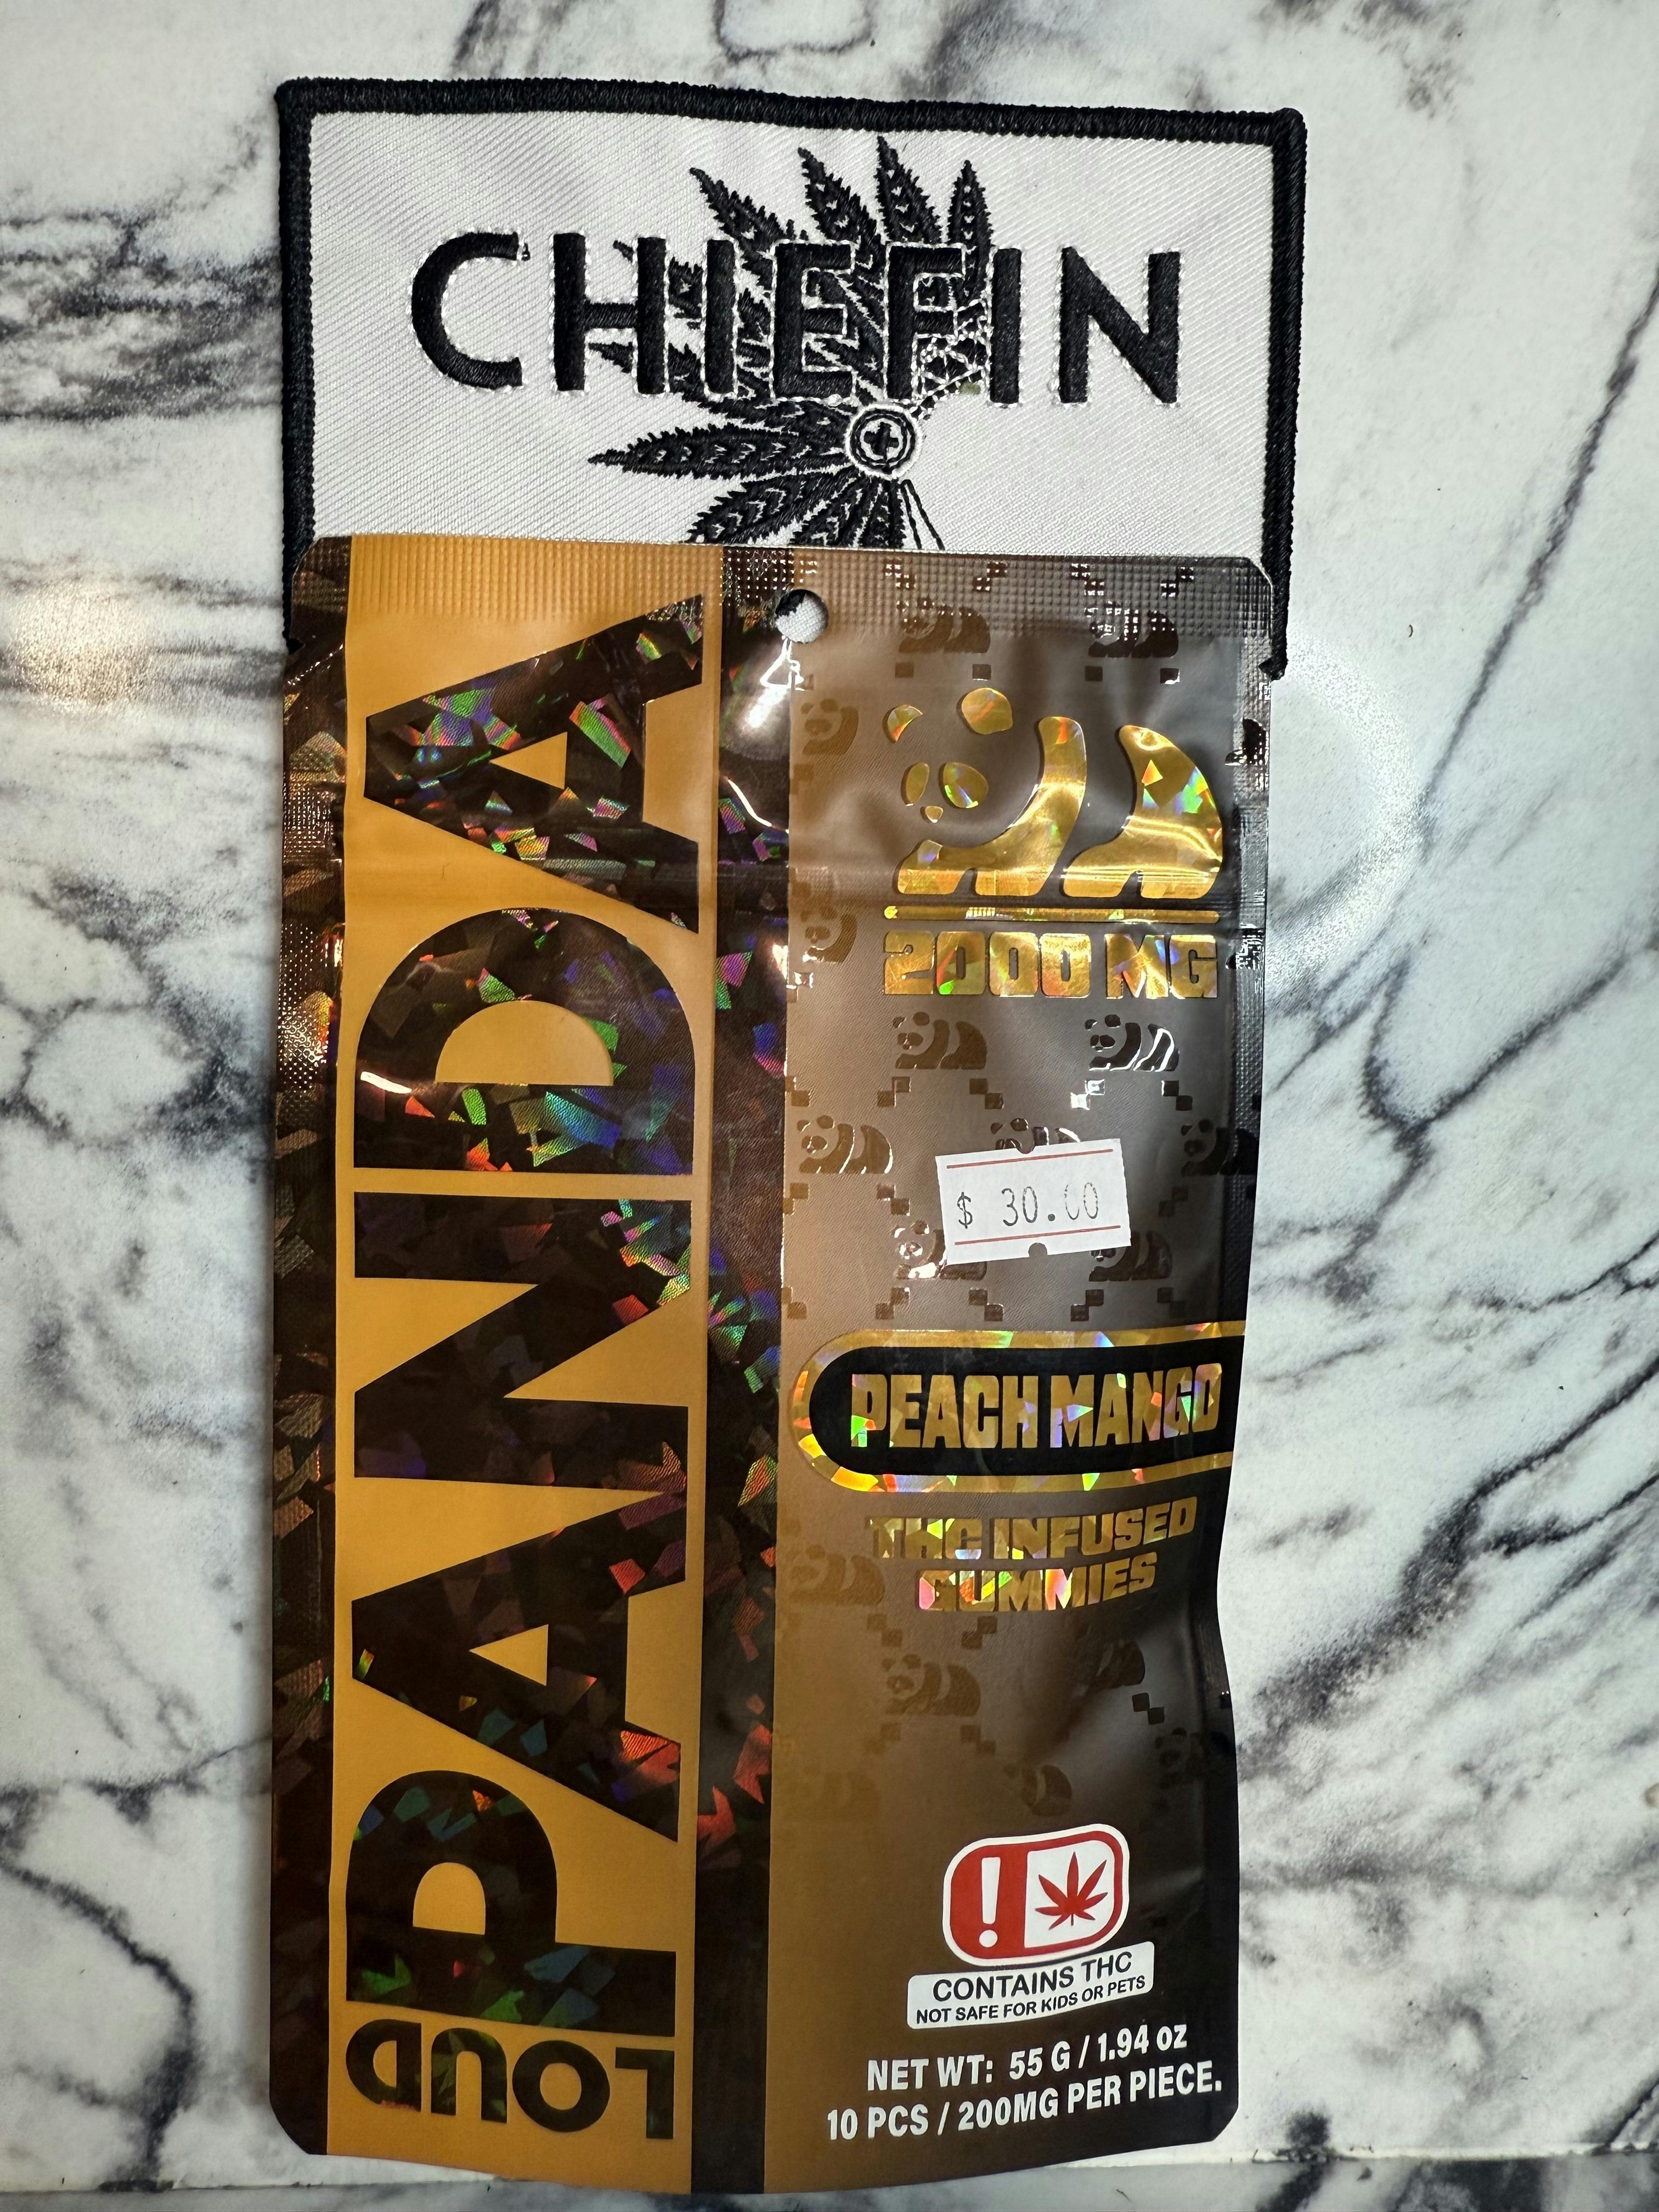 CHIEFIN
LOUD
PANDA
2000 MG
$ 30.00
PEACH MANGO
THC INFUSED
GUMMIES
!
CONTAINS THC
NOT SAFE FOR KIDS OR PETS
NET WT: 55 G / 1.94 oz
10 PCS / 200MG PER PIECE.